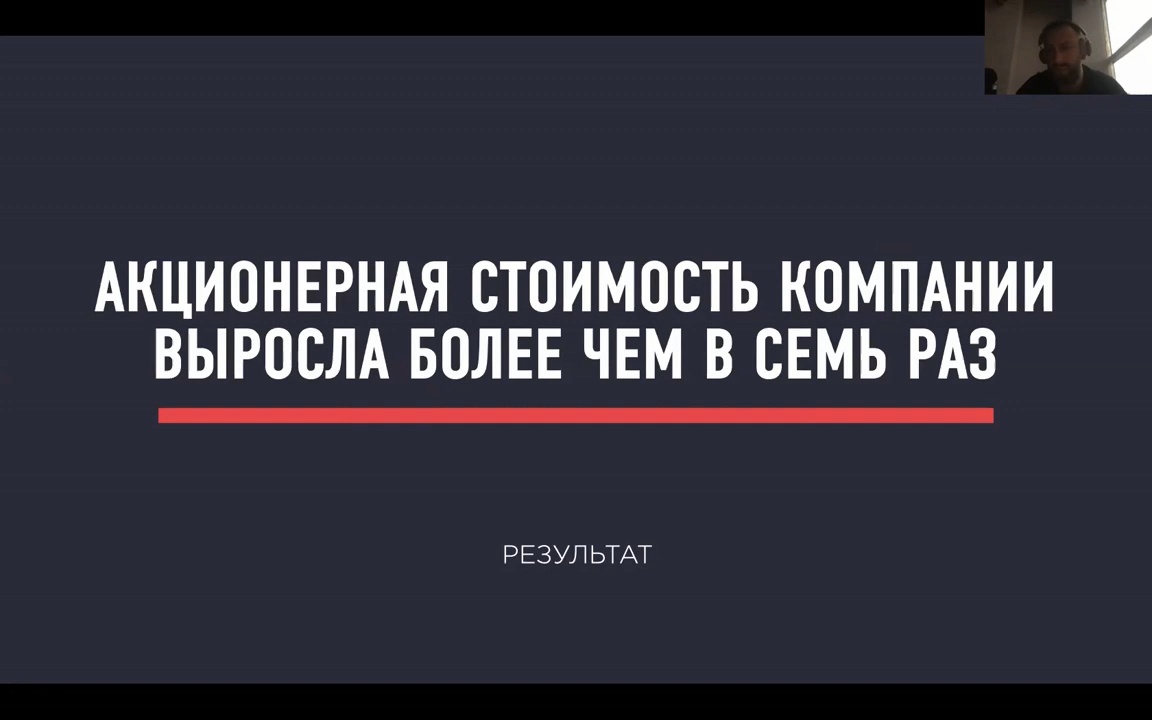 АКЦИОНЕРНАЯ СТОИМОСТЬ КОМПАНИИ
ВЫРОСЛА БОЛЕЕ ЧЕМ В СЕМЬ РАЗ
РЕЗУЛЬТАТ